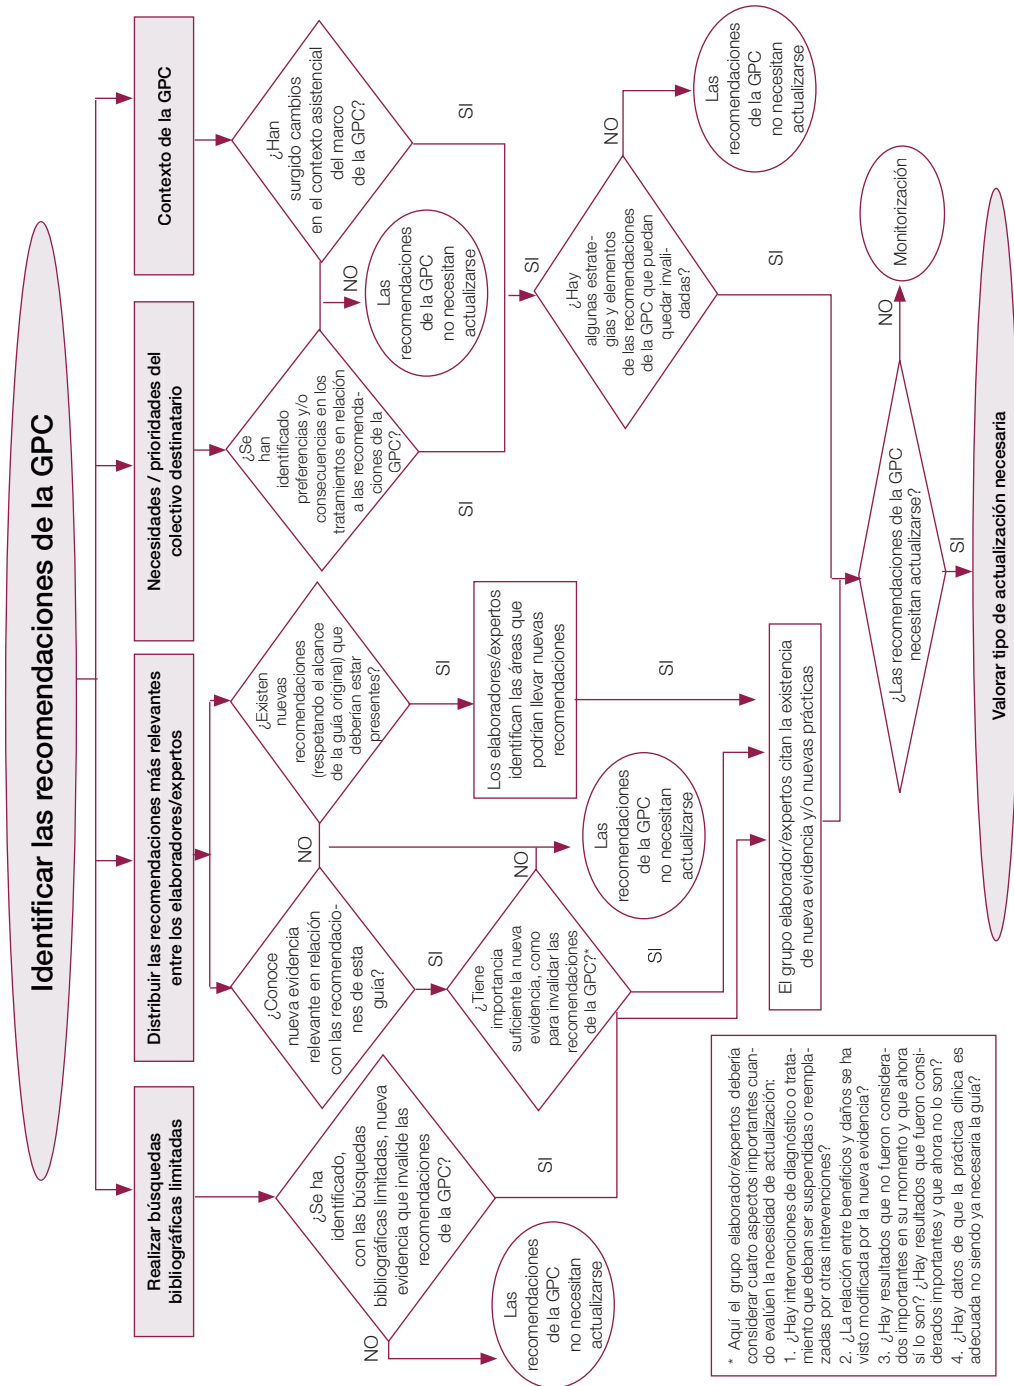 Identificar las recomendaciones de la GPC
Realizar búsquedas
bibliográficas limitadas
Distribuir las recomendaciones más relevantes
entre los elaboradores/expertos
Necesidades / prioridades del
colectivo destinatario
Contexto de la GPC
¿Se ha
identificado,
con las búsquedas
bibliográficas limitadas, nueva
evidencia que invalide las
recomendaciones
de la GPC?
NO
SI
Las
recomendaciones
de la GPC
no necesitan
actualizarse
¿Conoce
nueva evidencia
relevante en relación
con las recomendacio-
nes de esta
guía?
NO
SI
¿Tiene
importancia
suficiente la nueva
evidencia, como
para invalidar las
recomendaciones
de la GPC?*
NO
SI
¿Existen
nuevas
recomendaciones
(respetando el alcance
de la guía original) que
deberían estar
presentes?
SI
Los elaboradores/expertos
identifican las áreas que
podrían llevar nuevas
recomendaciones
SI
Las
recomendaciones
de la GPC
no necesitan
actualizarse
¿Se
han
identificado
preferencias y/o
consecuencias en los
tratamientos en relación
a las recomenda-
ciones de la
GPC?
NO
SI
Las
recomendaciones
de la GPC
no necesitan
actualizarse
¿Han
surgido cambios
en el contexto asistencial
del marco
de la GPC?
SI
SI
¿Hay
algunas estrate-
gias y elementos
de las recomendaciones
de la GPC que puedan
quedar invali-
dadas?
NO
SI
Las
recomendaciones
de la GPC
no necesitan
actualizarse
El grupo elaborador/expertos citan la existencia
de nueva evidencia y/o nuevas prácticas
¿Las recomendaciones de la GPC
necesitan actualizarse?
NO
Monitorización
SI
Valorar tipo de actualización necesaria
* Aquí el grupo elaborador/expertos debería
considerar cuatro aspectos importantes cuan-
do evalúen la necesidad de actualización:
1. ¿Hay intervenciones de diagnóstico o trata-
miento que deban ser suspendidas o reempla-
zadas por otras intervenciones?
2. ¿La relación entre beneficios y daños se ha
visto modificada por la nueva evidencia?
3. ¿Hay resultados que no fueron considera-
dos importantes en su momento y que ahora
sí lo son? ¿Hay resultados que fueron consi-
derados importantes y que ahora no lo son?
4. ¿Hay datos de que la práctica clínica es
adecuada no siendo ya necesaria la guía?